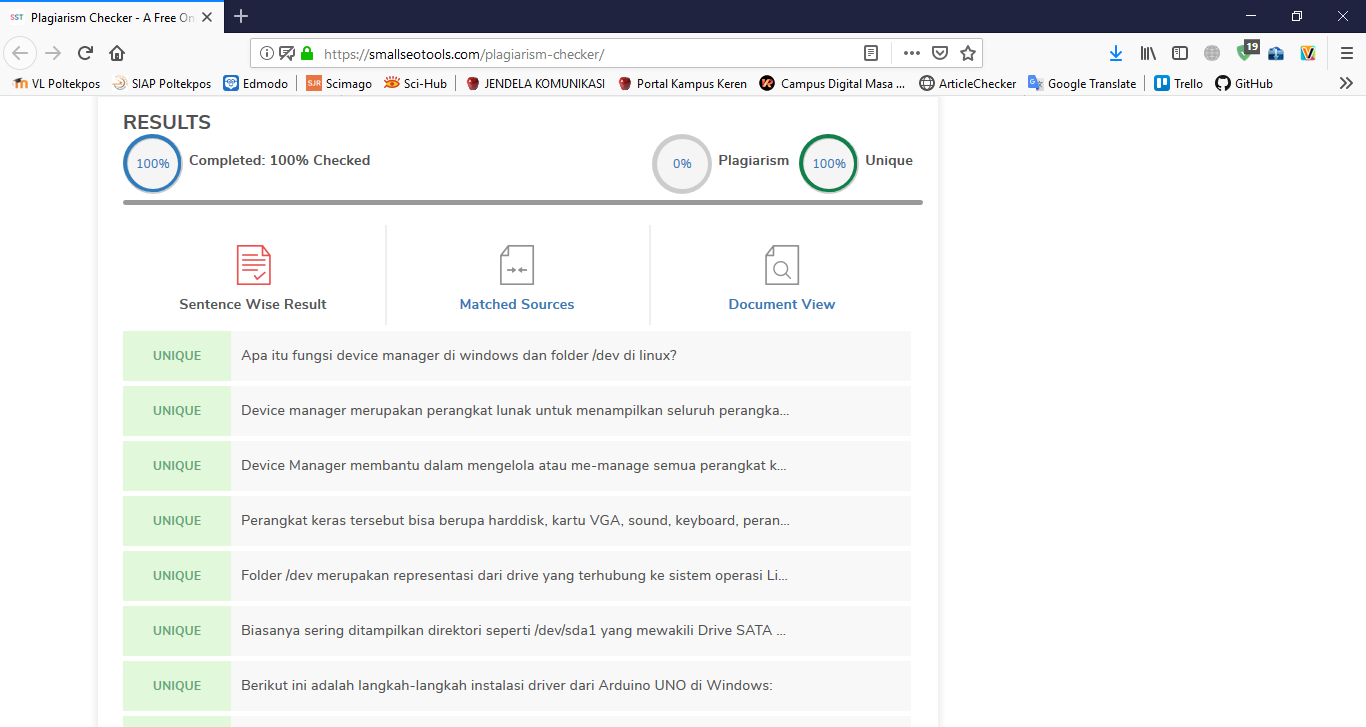 SST Plagiarism Checker - A Free On
https://smallseotools.com/plagiarism-checker/
19
VL Poltekpos SIAP Poltekpos Edmodo SJR Scimago Sci-Hub JENDELA KOMUNIKASI Portal Kampus Keren Campus Digital Masa ... ArticleChecker Google Translate Trello GitHub
RESULTS
100% Completed: 100% Checked 0% Plagiarism 100% Unique
Sentence Wise Result Matched Sources Document View
UNIQUE Apa itu fungsi device manager di windows dan folder /dev di linux?
UNIQUE Device manager merupakan perangkat lunak untuk menampilkan seluruh perangka...
UNIQUE Device Manager membantu dalam mengelola atau me-manage semua perangkat k...
UNIQUE Perangkat keras tersebut bisa berupa harddisk, kartu VGA, sound, keyboard, peran...
UNIQUE Folder /dev merupakan representasi dari drive yang terhubung ke sistem operasi Li...
UNIQUE Biasanya sering ditampilkan direktori seperti /dev/sda1 yang mewakili Drive SATA ...
UNIQUE Berikut ini adalah langkah-langkah instalasi driver dari Arduino UNO di Windows: